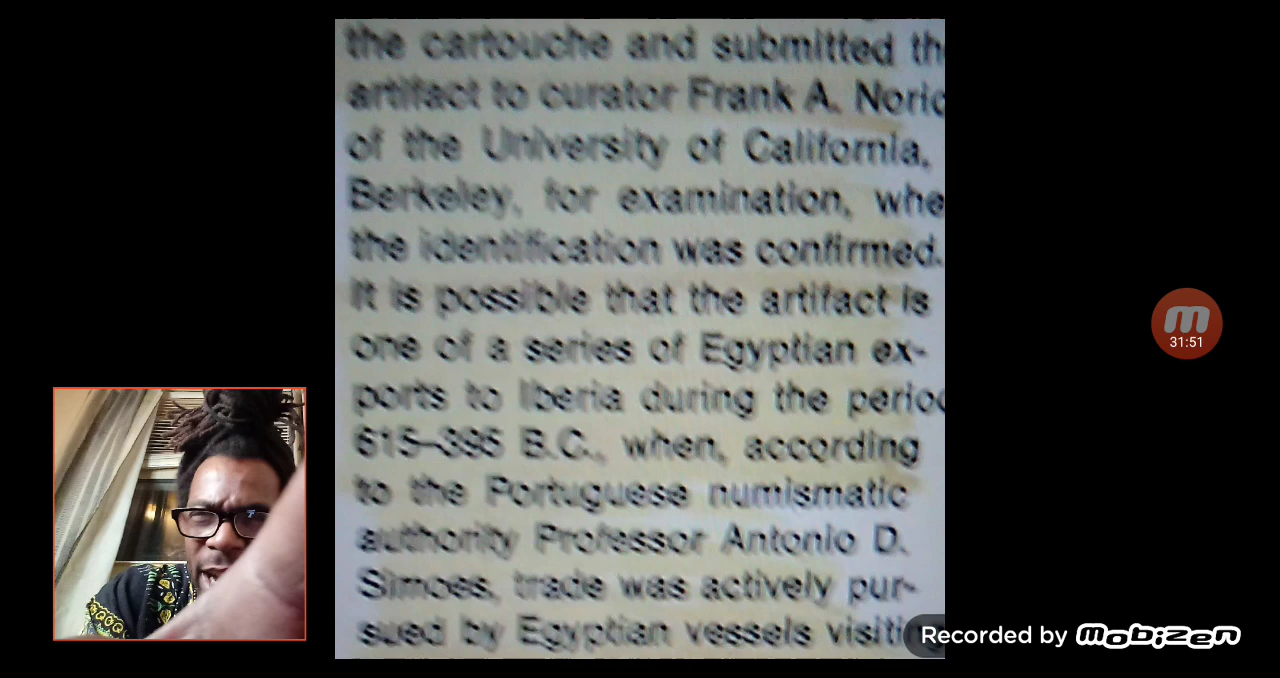 the cartouche and submitted th
artifact to curator Frank A. Noric
of the University of California,
Berkeley, for examination, whe
the identification was confirmed.
It is possible that the artifact is
one of a series of Egyptian ex-
ports to Iberia during the perioc
615–395 B.C., when, according
to the Portuguese numismatic
authority Professor Antonio D.
Simoes, trade was actively pur-
sued by Egyptian vessels visiting
31:51
Recorded by mobizen